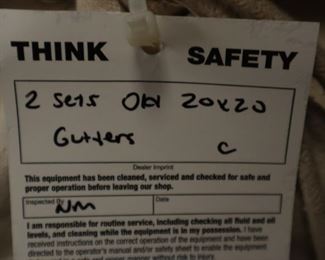 THINK SAFETY
2 Sets Old 20x20
Gutters C
Dealer Imprint
This equipment has been cleaned, serviced and checked for safe and
proper operation before leaving our shop.
Inspected By NM Date
I am responsible for routine service, including checking all fluid and oil
levels, and cleaning while the equipment is in my possession. I have
received instructions on the correct operation of the equipment and have been
directed to the operator's manual and/or safety sheet to enable the equipment